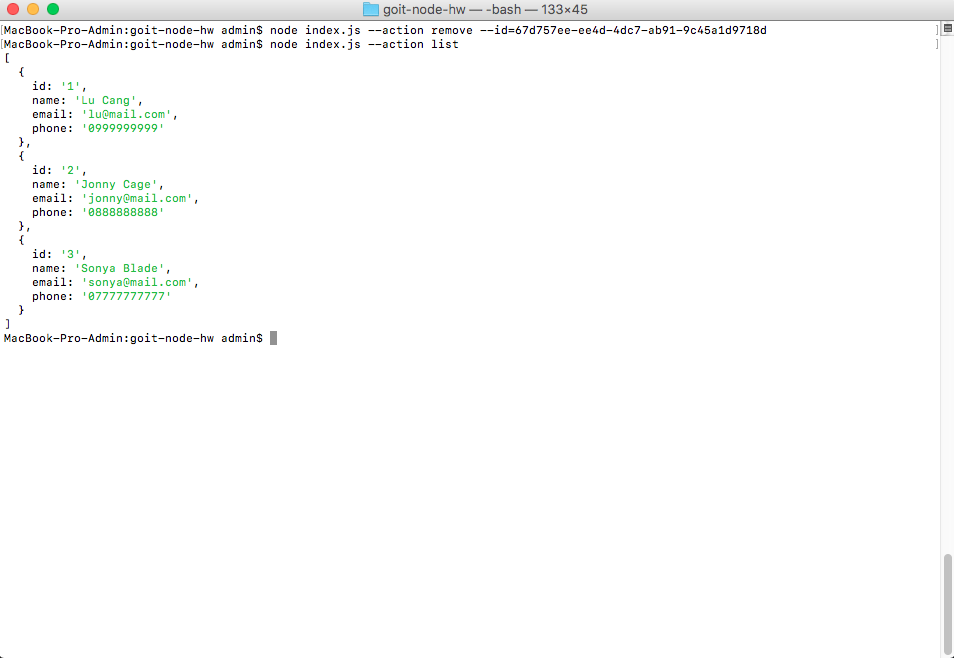 goit-node-hw — -bash — 133×45
[MacBook-Pro-Admin:goit-node-hw admin$ node index.js --action remove --id=67d757ee-ee4d-4dc7-ab91-9c45a1d9718d ]
[MacBook-Pro-Admin:goit-node-hw admin$ node index.js --action list ]
[
  {
    id: '1',
    name: 'Lu Cang',
    email: 'lu@mail.com',
    phone: '0999999999'
  },
  {
    id: '2',
    name: 'Jonny Cage',
    email: 'jonny@mail.com',
    phone: '0888888888'
  },
  {
    id: '3',
    name: 'Sonya Blade',
    email: 'sonya@mail.com',
    phone: '07777777777'
  }
]
MacBook-Pro-Admin:goit-node-hw admin$